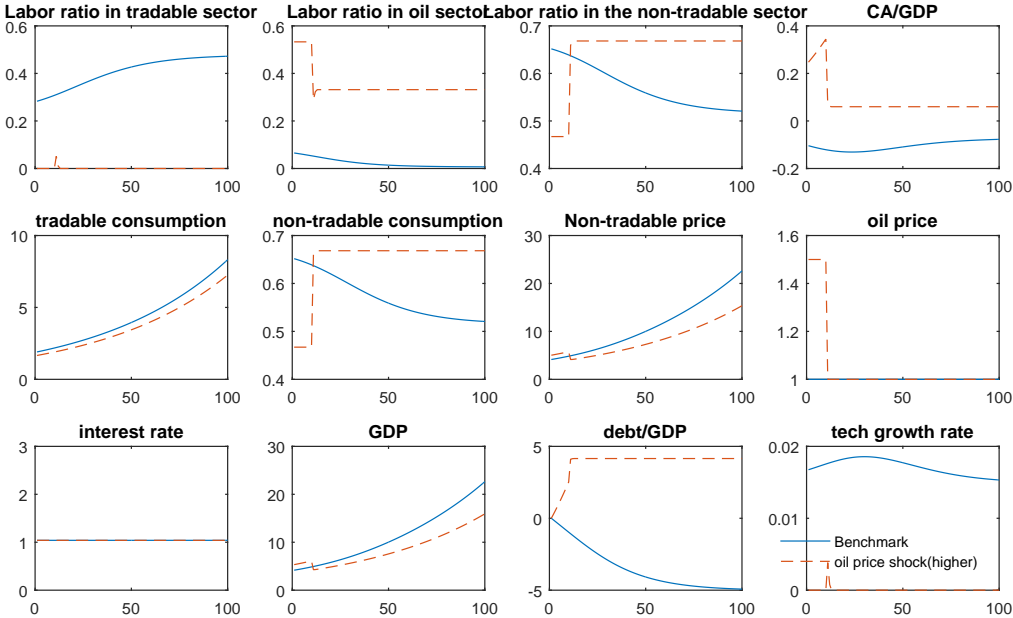 Labor ratio in tradable sector
Labor ratio in oil sector
Labor ratio in the non-tradable sector
CA/GDP
0.6
0.4
0.2
0
0 50 100
0.6
0.4
0.2
0
0 50 100
0.7
0.6
0.5
0.4
0 50 100
0.4
0.2
0
-0.2
0 50 100
tradable consumption
non-tradable consumption
Non-tradable price
oil price
10
5
0
0 50 100
0.7
0.6
0.5
0.4
0 50 100
30
20
10
0
0 50 100
1.6
1.4
1.2
1
0 50 100
interest rate
GDP
debt/GDP
tech growth rate
3
2
1
0
0 50 100
30
20
10
0
0 50 100
5
0
-5
0 50 100
0.02
0.01
0
0 50 100
Benchmark
oil price shock(higher)